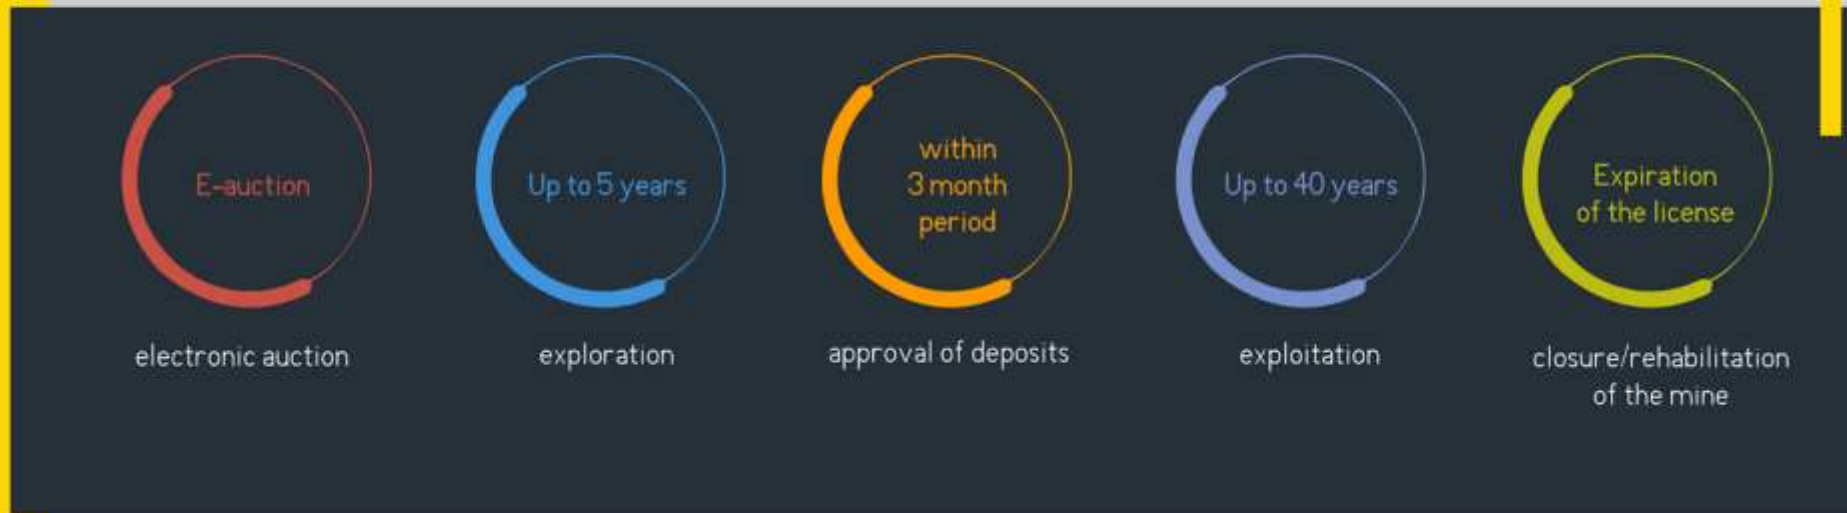 E-auction
electronic auction
Up to 5 years
exploration
within
3 month
period
approval of deposits
Up to 40 years
exploitation
Expiration
of the license
closure/rehabilitation
of the mine